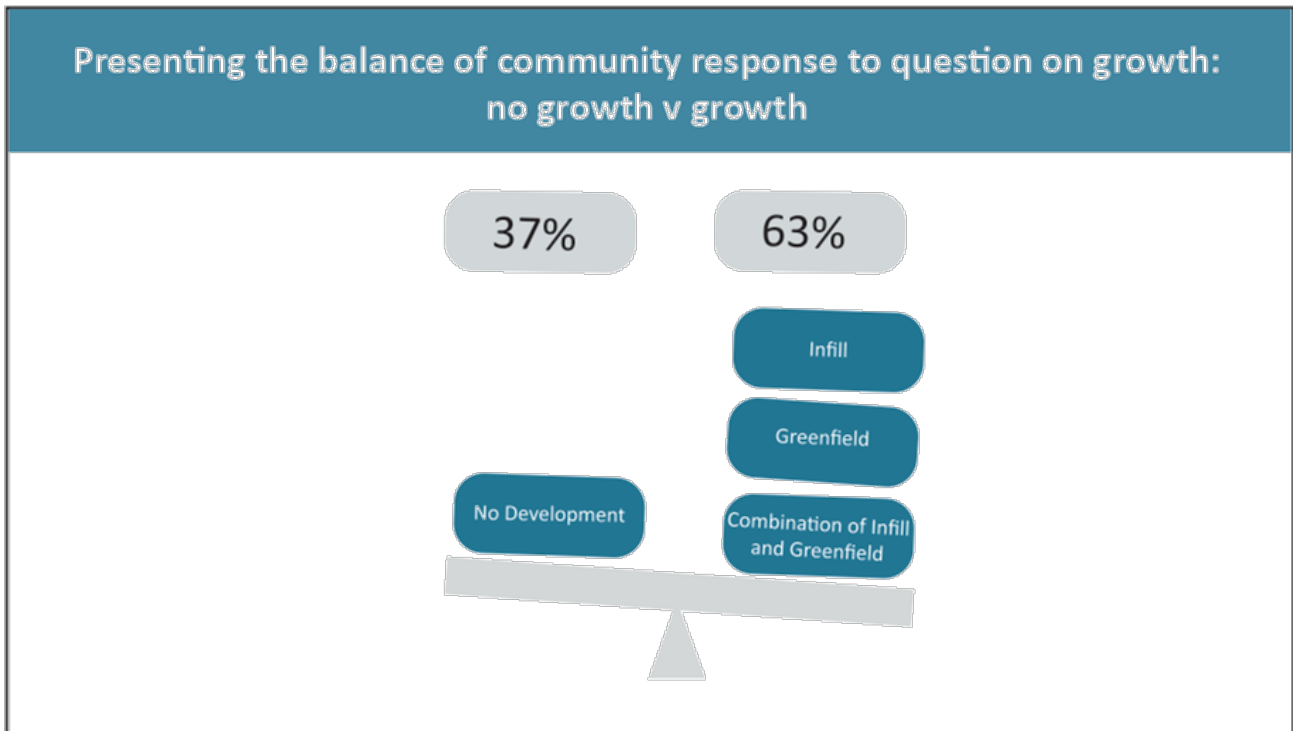 Presenting the balance of community response to question on growth:
no growth v growth
37%
63%
Infill
Greenfield
No Development
Combination of Infill
and Greenfield